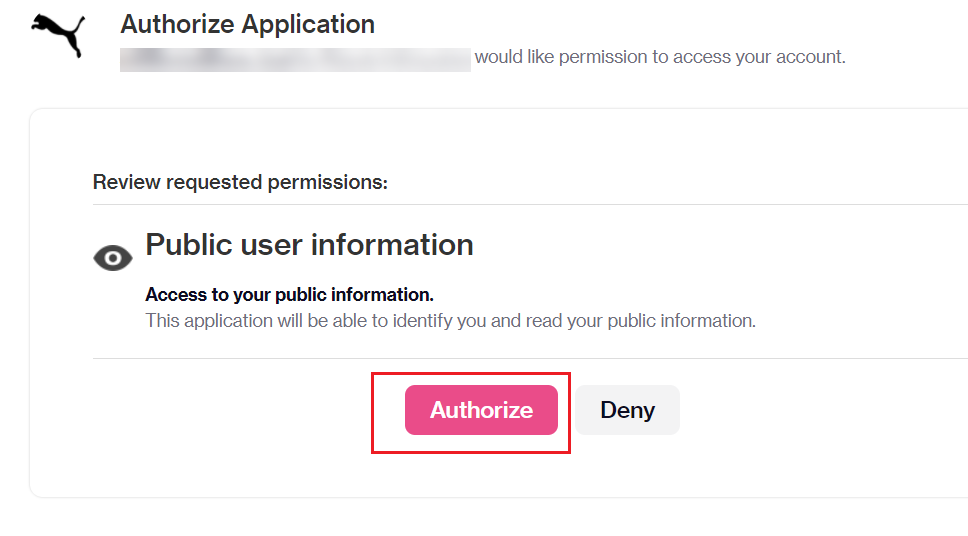 Authorize Application
would like permission to access your account.
Review requested permissions:
Public user information
Access to your public information.
This application will be able to identify you and read your public information.
Authorize
Deny